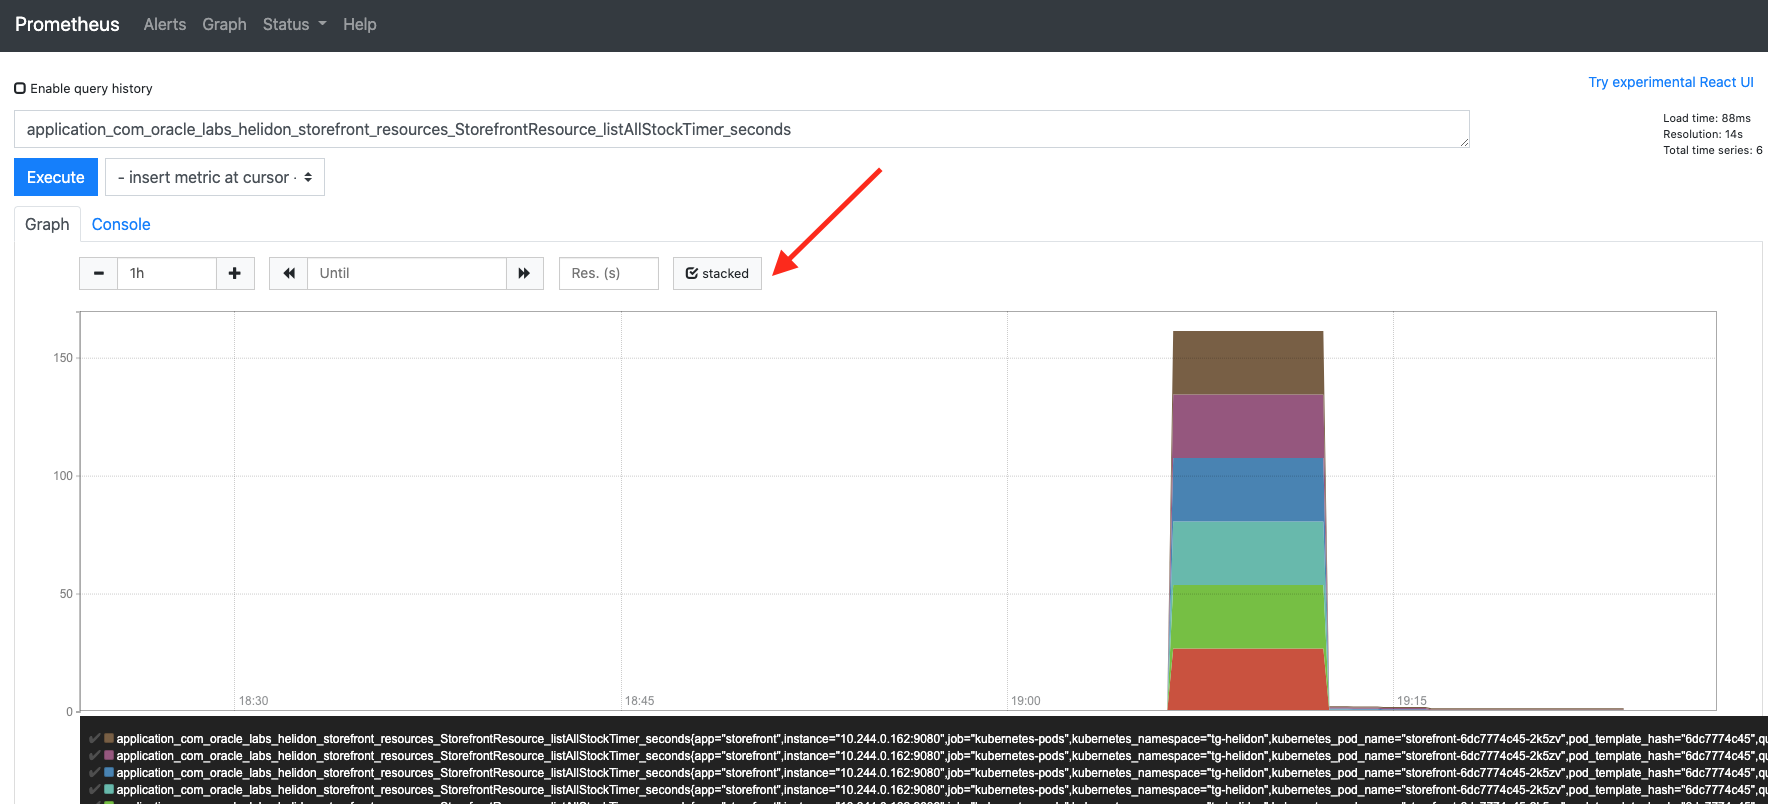 Prometheus Alerts Graph Status Help
Enable query history
Try experimental React UI
application_com_oracle_labs_helidon_storefront_resources_StorefrontResource_listAllStockTimer_seconds
Load time: 88ms
Resolution: 14s
Total time series: 6
Execute - insert metric at cursor -
Graph Console
1h Until Res. (s) stacked
150
100
50
0
18:30 18:45 19:00 19:15
application_com_oracle_labs_helidon_storefront_resources_StorefrontResource_listAllStockTimer_seconds{app="storefront",instance="10.244.0.162:9080",job="kubernetes-pods",kubernetes_namespace="tg-helidon",kubernetes_pod_name="storefront-6dc7774c45-2k5zv",pod_template_hash="6dc7774c45",qu
application_com_oracle_labs_helidon_storefront_resources_StorefrontResource_listAllStockTimer_seconds{app="storefront",instance="10.244.0.162:9080",job="kubernetes-pods",kubernetes_namespace="tg-helidon",kubernetes_pod_name="storefront-6dc7774c45-2k5zv",pod_template_hash="6dc7774c45",qu
application_com_oracle_labs_helidon_storefront_resources_StorefrontResource_listAllStockTimer_seconds{app="storefront",instance="10.244.0.162:9080",job="kubernetes-pods",kubernetes_namespace="tg-helidon",kubernetes_pod_name="storefront-6dc7774c45-2k5zv",pod_template_hash="6dc7774c45",qu
application_com_oracle_labs_helidon_storefront_resources_StorefrontResource_listAllStockTimer_seconds{app="storefront",instance="10.244.0.162:9080",job="kubernetes-pods",kubernetes_namespace="tg-helidon",kubernetes_pod_name="storefront-6dc7774c45-2k5zv",pod_template_hash="6dc7774c45",qu